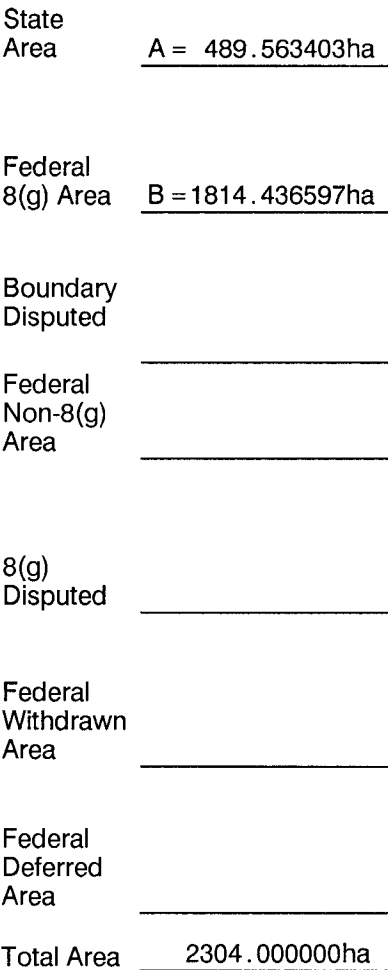 State
Area A = 489.563403ha
Federal
8(g) Area B =1814.436597ha
Boundary
Disputed
Federal
Non-8(g)
Area
8(g)
Disputed
Federal
Withdrawn
Area
Federal
Deferred
Area
Total Area 2304.000000ha